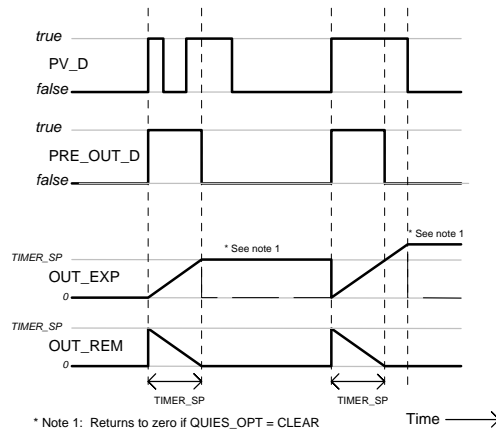 true
PV_D
false
true
PRE_OUT_D
false
* See note 1
* See note 1
TIMER_SP
OUT_EXP
0
TIMER_SP
OUT_REM
0
TIMER_SP
TIMER_SP
* Note 1: Returns to zero if QUIES_OPT = CLEAR
Time